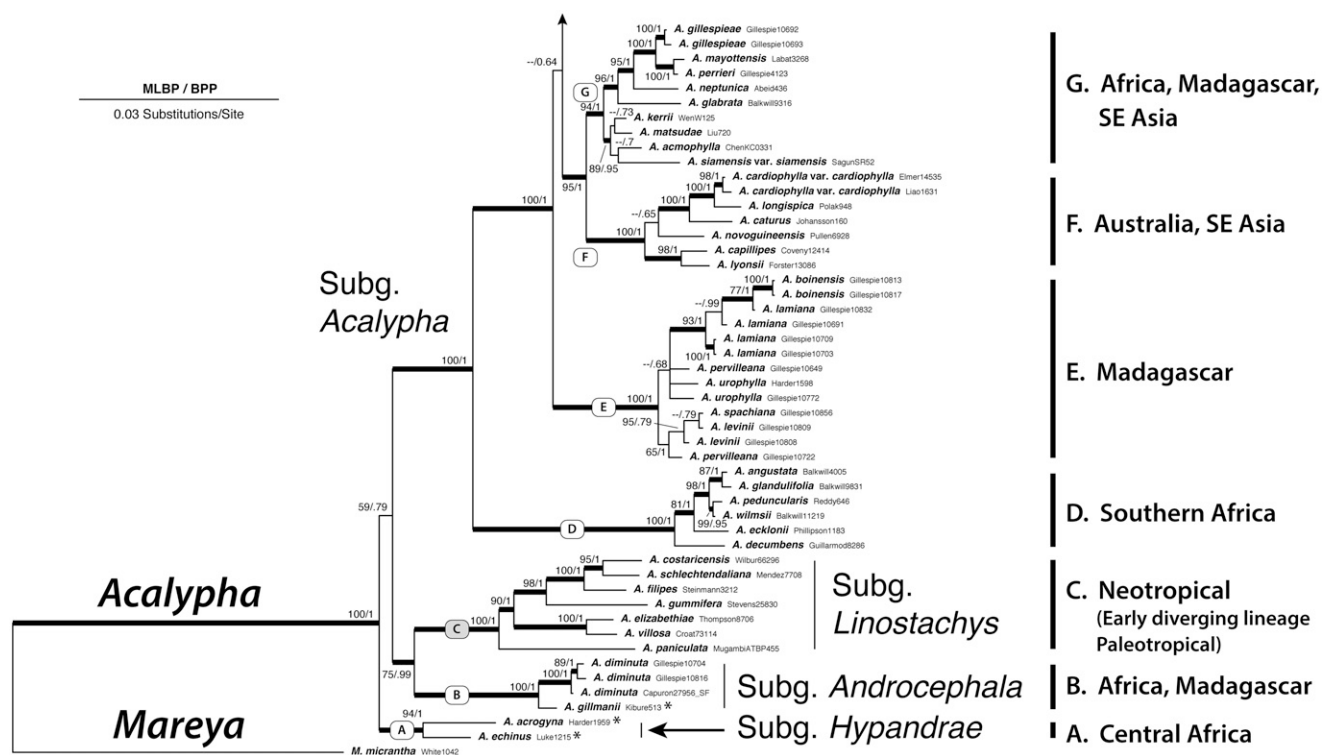 MLBP / BPP
0.03 Substitutions/Site
--/0.64
100/1
A. gillespieae Gillespie10692
100/1
A. gillespieae Gillespie10693
A. mayottensis Labat3268
95/1
100/1
A. perrieri Gillespie4123
96/1
A. neptunica Abeid436
G
94/1
A. glabrata Balkwill9316
--/.73
A. kerrii WenW125
A. matsudae Liu720
--/.7
A. acmophylla ChenKC0331
89/.95
A. siamensis var. siamensis SagunSR52
95/1
98/1
A. cardiophylla var. cardiophylla Elmer14535
100/1
A. cardiophylla var. cardiophylla Liao1631
100/1
A. longispica Polak948
--/.65
A. caturus Johansson160
100/1
A. novoguineensis Pullen6928
98/1
A. capillipes Coveny12414
F
A. lyonsii Forster13086
100/1
100/1
A. boinensis Gillespie10813
77/1
A. boinensis Gillespie10817
--/.99
A. lamiana Gillespie10832
93/1
A. lamiana Gillespie10691
A. lamiana Gillespie10709
100/1
A. lamiana Gillespie10703
--/.68
A. pervilleana Gillespie10649
A. urophylla Harder1598
100/1
A. urophylla Gillespie10772
E
95/.79
--/.79
A. spachiana Gillespie10856
A. levinii Gillespie10809
A. levinii Gillespie10808
65/1
A. pervilleana Gillespie10722
Subg.
Acalypha
100/1
87/1
A. angustata Balkwill4005
98/1
A. glandulifolia Balkwill9831
81/1
A. peduncularis Reddy646
A. wilmsii Balkwill11219
99/.95
100/1
A. ecklonii Phillipson1183
D
A. decumbens Guillarmod8286
59/.79
95/1
A. costaricensis Wilbur66296
100/1
A. schlechtendaliana Mendez7708
98/1
A. filipes Steinmann3212
90/1
A. gummifera Stevens25830
100/1
A. elizabethiae Thompson8706
100/1
A. villosa Croat73114
C
A. paniculata MugambiATBP455
Subg.
Linostachys
75/.99
89/1
A. diminuta Gillespie10704
100/1
A. diminuta Gillespie10816
A. diminuta Capuron27956_SF
100/1
A. gillmanii Kibure513 *
B
Subg. Androcephala
94/1
A. acrogyna Harder1959 *
A
A. echinus Luke1215 *
Subg. Hypandrae
Acalypha
100/1
Mareya
M. micrantha White1042
G. Africa, Madagascar,
SE Asia
F. Australia, SE Asia
E. Madagascar
D. Southern Africa
C. Neotropical
(Early diverging lineage
Paleotropical)
B. Africa, Madagascar
A. Central Africa